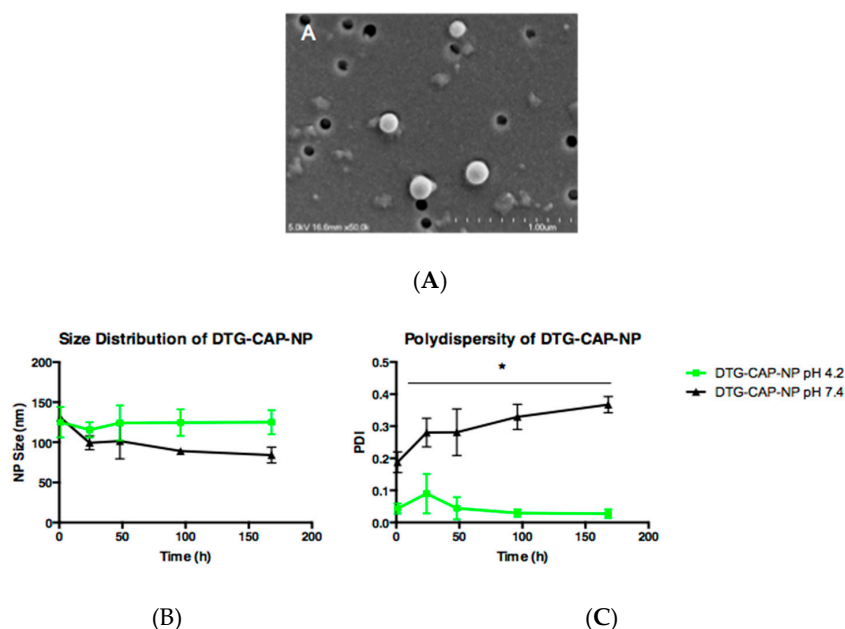 A
5.0kV 16.6mm x50.0k
1.00um
(A)
Size Distribution of DTG-CAP-NP
200
150
100
50
0
NP Size (nm)
0
50
100
150
200
Time (h)
(B)
Polydispersity of DTG-CAP-NP
0.5
0.4
0.3
0.2
0.1
0.0
PDI
*
0
50
100
150
200
Time (h)
(C)
DTG-CAP-NP pH 4.2
DTG-CAP-NP pH 7.4